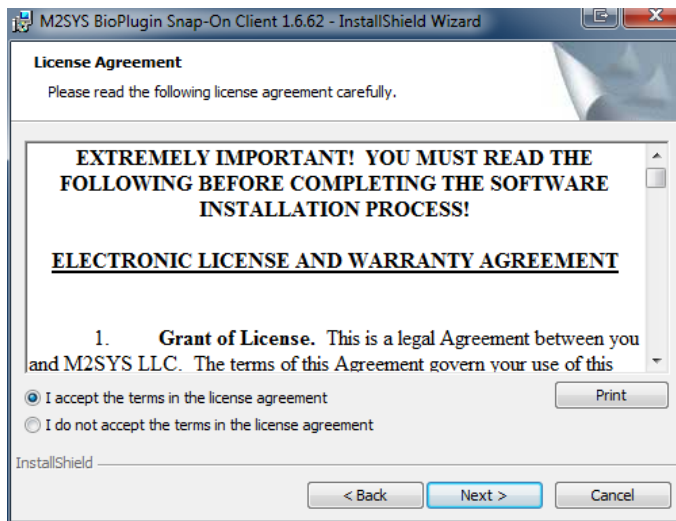 M2SYS BioPlugin Snap-On Client 1.6.62 - InstallShield Wizard
License Agreement
Please read the following license agreement carefully.
EXTREMELY IMPORTANT! YOU MUST READ THE
FOLLOWING BEFORE COMPLETING THE SOFTWARE
INSTALLATION PROCESS!
ELECTRONIC LICENSE AND WARRANTY AGREEMENT
1. Grant of License. This is a legal Agreement between you
and M2SYS LLC. The terms of this Agreement govern your use of this
I accept the terms in the license agreement
Print
I do not accept the terms in the license agreement
InstallShield
< Back
Next >
Cancel